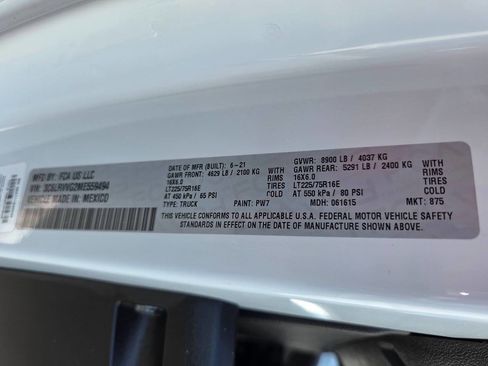 MFD BY: FCA US LLC
DATE OF MFR (BUILT): 6-21
GVWR: 8900 LB / 4037 KG
GAWR FRONT: 4629 LB / 2100 KG WITH
GAWR REAR: 5291 LB / 2400 KG WITH
16X6.0 RIMS
16X6.0 RIMS
LT225/75R16E TIRES
LT225/75R16E TIRES
AT 450 kPa / 65 PSI COLD
AT 550 kPa / 80 PSI COLD
VIN: 3C6LRVVG2ME559494
TYPE: TRUCK PAINT: PW7 MDH: 061615 MKT: 875
VEHICLE MADE IN: MEXICO
THIS VEHICLE CONFORMS TO ALL APPLICABLE U.S.A. FEDERAL MOTOR VEHICLE SAFETY
STANDARDS IN EFFECT ON THE DATE OF MANUFACTURE SHOWN ABOVE.